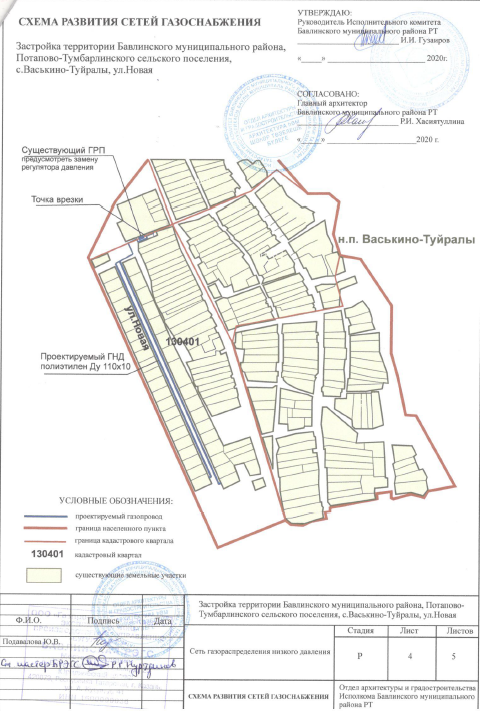 СХЕМА РАЗВИТИЯ СЕТЕЙ ГАЗОСНАБЖЕНИЯ
Застройка территории Бавлинского муниципального района,
Потапово-Тумбарлинского сельского поселения,
с.Васькино-Туйралы, ул.Новая
УТВЕРЖДАЮ:
Руководитель Исполнительного комитета
Бавлинского муниципального района РТ
И.И. Гузаиров
«____» ____________ 2020г.
СОГЛАСОВАНО:
Главный архитектор
Бавлинского муниципального района РТ
Р.И. Хасиятуллина
«____» ____________ 2020 г.
Существующий ГРП
предусмотреть замену
регулятора давления
Точка врезки
н.п. Васькино-Туйралы
ул.Новая
130401
Проектируемый ГНД
полиэтилен Ду 110х10
УСЛОВНЫЕ ОБОЗНАЧЕНИЯ:
проектируемый газопровод
граница населенного пункта
граница кадастрового квартала
130401 кадастровый квартал
существующие земельные участки
Ф.И.О. Подпись Дата
Подавалова Ю.В.
Застройка территории Бавлинского муниципального района, Потапово-
Тумбарлинского сельского поселения, с.Васькино-Туйралы, ул.Новая
Сеть газораспределения низкого давления
Стадия Лист Листов
Р 4 5
СХЕМА РАЗВИТИЯ СЕТЕЙ ГАЗОСНАБЖЕНИЯ
Отдел архитектуры и градостроительства
Исполкома Бавлинского муниципального
района РТ